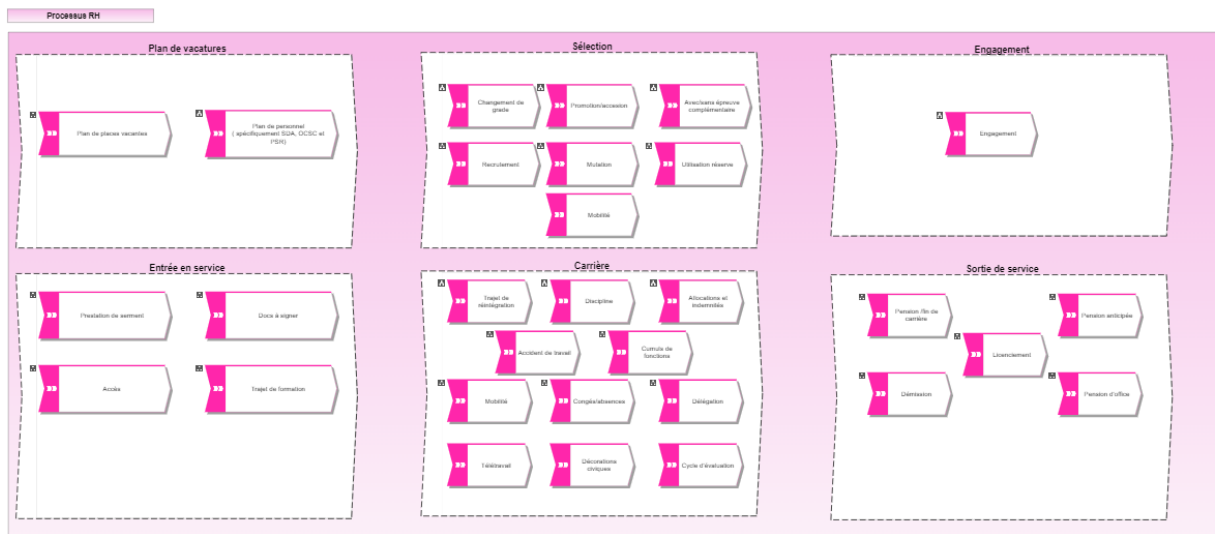 Processus RH
Plan de vacatures
Plan de places vacantes
Plan de personnel
( spécifiquement SDA, OCSC et
PSR)
Sélection
Changement de
grade
Promotion/accession
Avec/sans épreuve
complémentaire
Recrutement
Mutation
Utilisation réserve
Mobilité
Engagement
Engagement
Entrée en service
Prestation de serment
Docs à signer
Accès
Trajet de formation
Carrière
Trajet de
réintégration
Discipline
Allocations et
indemnités
Accident de travail
Cumuls de
fonctions
Mobilité
Congés/absences
Délégation
Télétravail
Décorations
civiques
Cycle d'évaluation
Sortie de service
Pension /fin de
carrière
Pension anticipée
Licenciement
Démission
Pension d'office